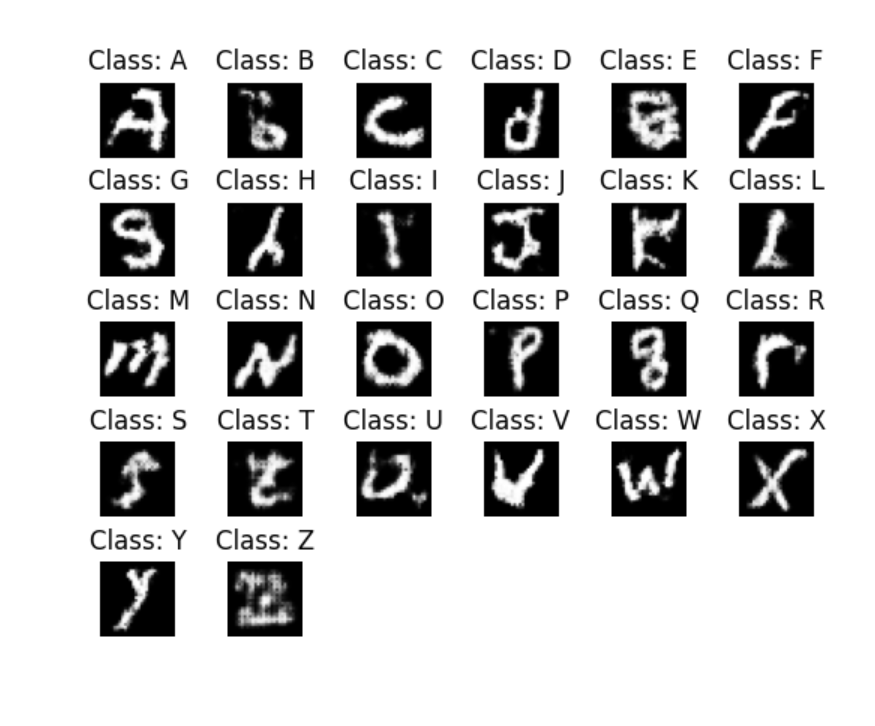 Class: A Class: B Class: C Class: D Class: E Class: F
A b C d F
Class: G Class: H Class: I Class: J Class: K Class: L
h I J K L
Class: M Class: N Class: O Class: P Class: Q Class: R
m N O P r
Class: S Class: T Class: U Class: V Class: W Class: X
S t U V W X
Class: Y Class: Z
y